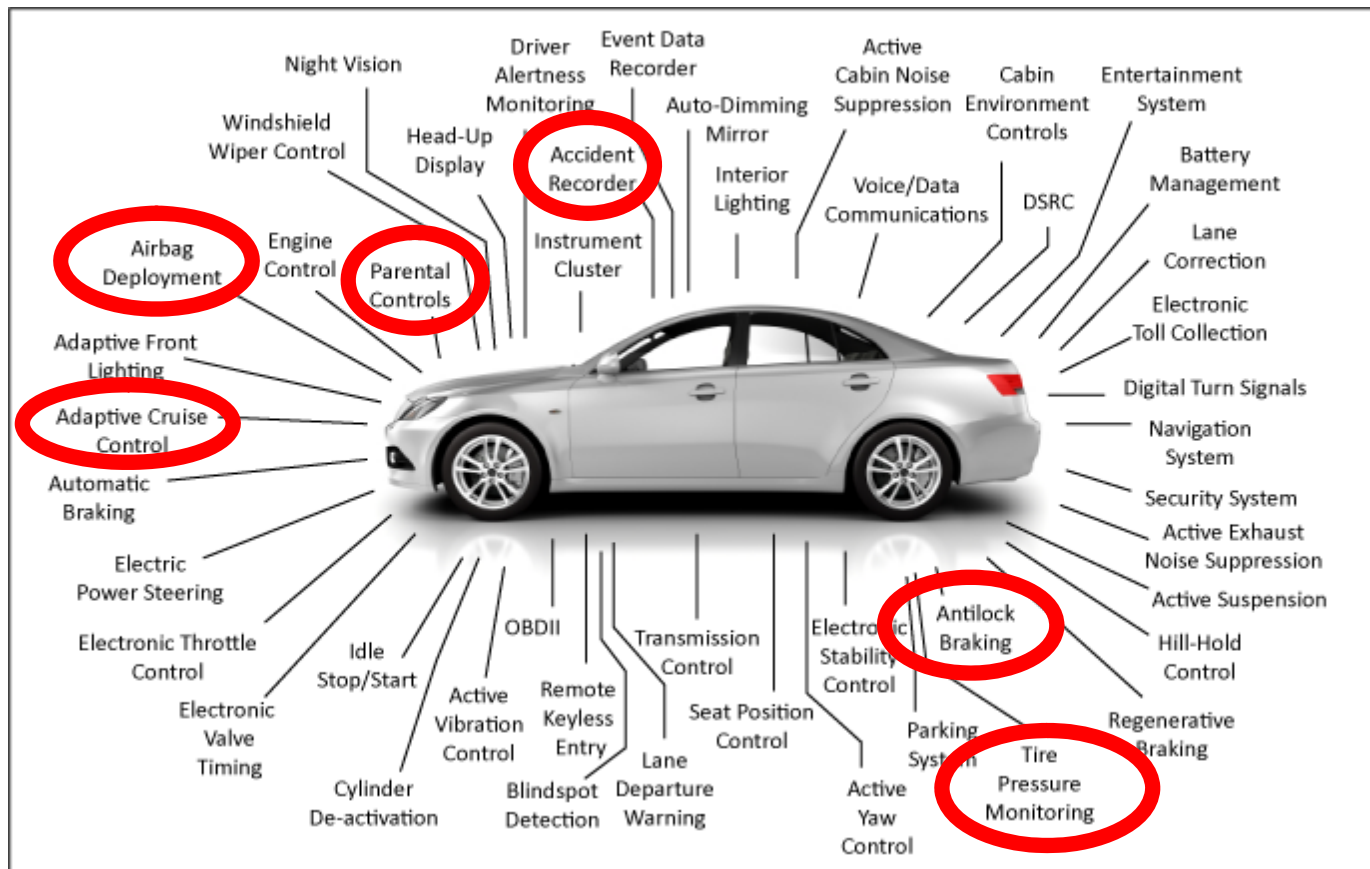 Night Vision
Driver
Alertness
Monitoring
Event Data
Recorder
Active
Cabin Noise
Suppression
Cabin
Environment
Controls
Entertainment
System
Windshield
Wiper Control
Head-Up
Display
Accident
Recorder
Auto-Dimming
Mirror
Interior
Lighting
Voice/Data
Communications
DSRC
Battery
Management
Airbag
Deployment
Engine
Control
Parental
Controls
Instrument
Cluster
Lane
Correction
Electronic
Toll Collection
Adaptive Front
Lighting
Digital Turn Signals
Adaptive Cruise
Control
Navigation
System
Automatic
Braking
Security System
Electric
Power Steering
Active Exhaust
Noise Suppression
Active Suspension
Electronic Throttle
Control
Idle
Stop/Start
OBDII
Transmission
Control
Electronic
Stability
Control
Antilock
Braking
Hill-Hold
Control
Electronic
Valve
Timing
Active
Vibration
Control
Remote
Keyless
Entry
Seat Position
Control
Parking
System
Regenerative
Braking
Cylinder
De-activation
Blindspot
Detection
Lane
Departure
Warning
Active
Yaw
Control
Tire
Pressure
Monitoring